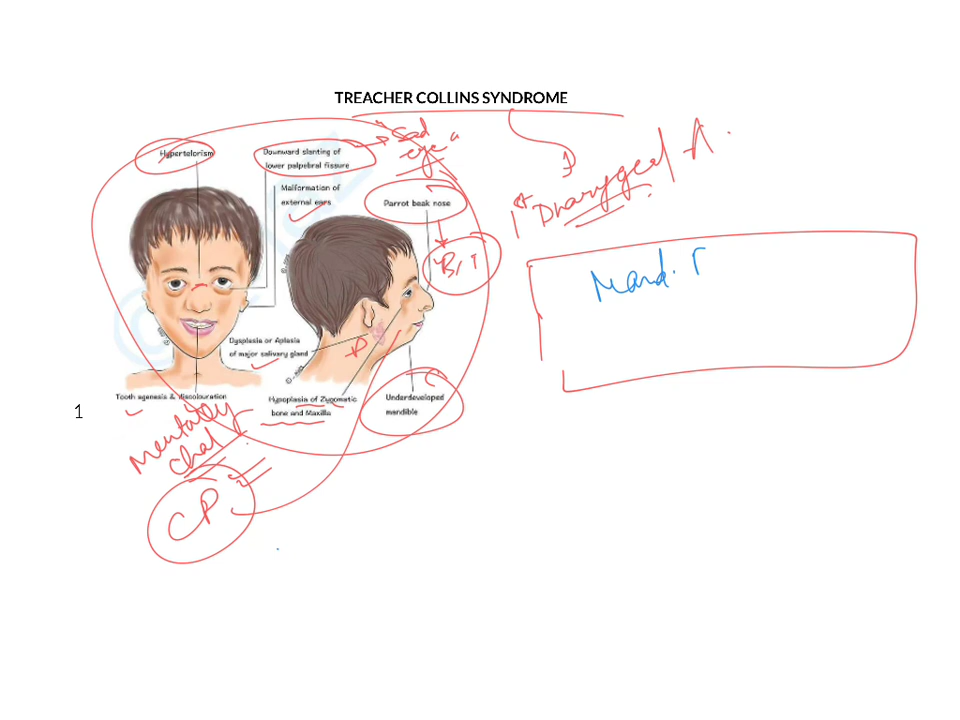 TREACHER COLLINS SYNDROME
Hypertelorism
Downward slanting of
lower palpebral fissure
Sad
eye
Malformation of
external ears
Parrot beak nose
1st Pharyngeal A.
Mand.
Dysplasia or Aplasia
of major salivary gland
Tooth agenesis & discolouration
Hypoplasia of Zygomatic
bone and Maxilla
Underdeveloped
mandible
1
Mentally
Chal
CP